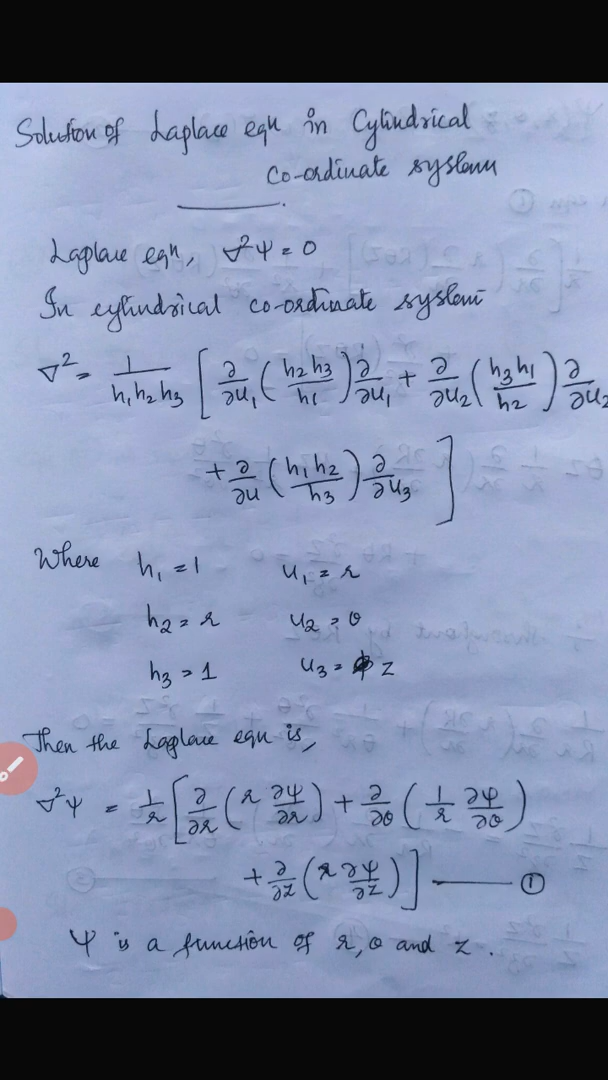 Solution of Laplace eqn in Cylindrical
co-ordinate system
Laplace eqn, ∇²ψ = 0
In cylindrical co-ordinate system
∇² = 1/(h₁h₂h₃) [ ∂/∂u₁ (h₂h₃/h₁) ∂/∂u₁ + ∂/∂u₂ (h₃h₁/h₂) ∂/∂u₂
+ ∂/∂u (h₁h₂/h₃) ∂/∂u₃ ]
Where h₁ = 1 u₁ = r
h₂ = r u₂ = θ
h₃ = 1 u₃ = z
Then the Laplace eqn is,
∇²ψ = 1/r [ ∂/∂r (r ∂ψ/∂r) + ∂/∂θ (1/r ∂ψ/∂θ)
+ ∂/∂z (r ∂ψ/∂z) ] —— ①
ψ is a function of r, θ and z.